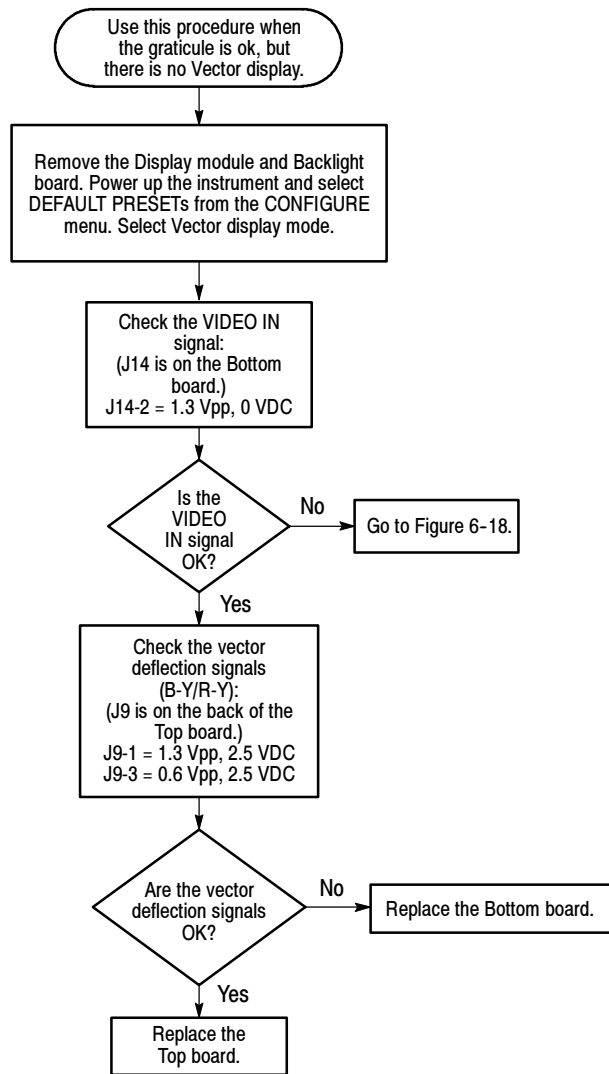 Use this procedure when
the graticule is ok, but
there is no Vector display.
Remove the Display module and Backlight
board. Power up the instrument and select
DEFAULT PRESETs from the CONFIGURE
menu. Select Vector display mode.
Check the VIDEO IN
signal:
(J14 is on the Bottom
board.)
J14-2 = 1.3 Vpp, 0 VDC
Is the
VIDEO
IN signal
OK?
No
Go to Figure 6-18.
Yes
Check the vector
deflection signals
(B-Y/R-Y):
(J9 is on the back of the
Top board.)
J9-1 = 1.3 Vpp, 2.5 VDC
J9-3 = 0.6 Vpp, 2.5 VDC
Are the vector
deflection signals
OK?
No
Replace the Bottom board.
Yes
Replace the
Top board.